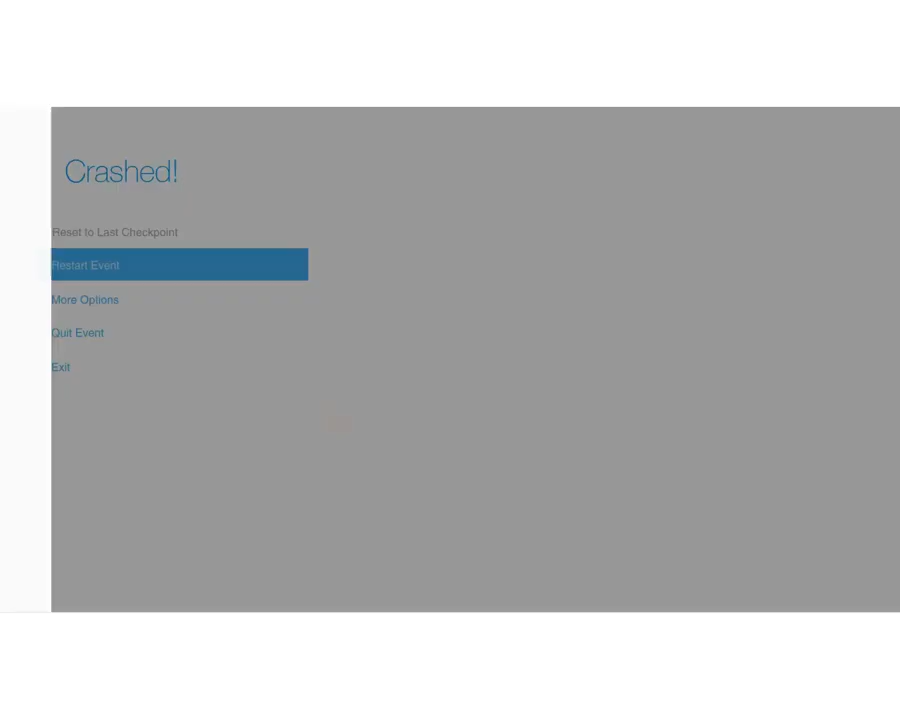 Crashed!
Reset to Last Checkpoint
Restart Event
More Options
Quit Event
Exit